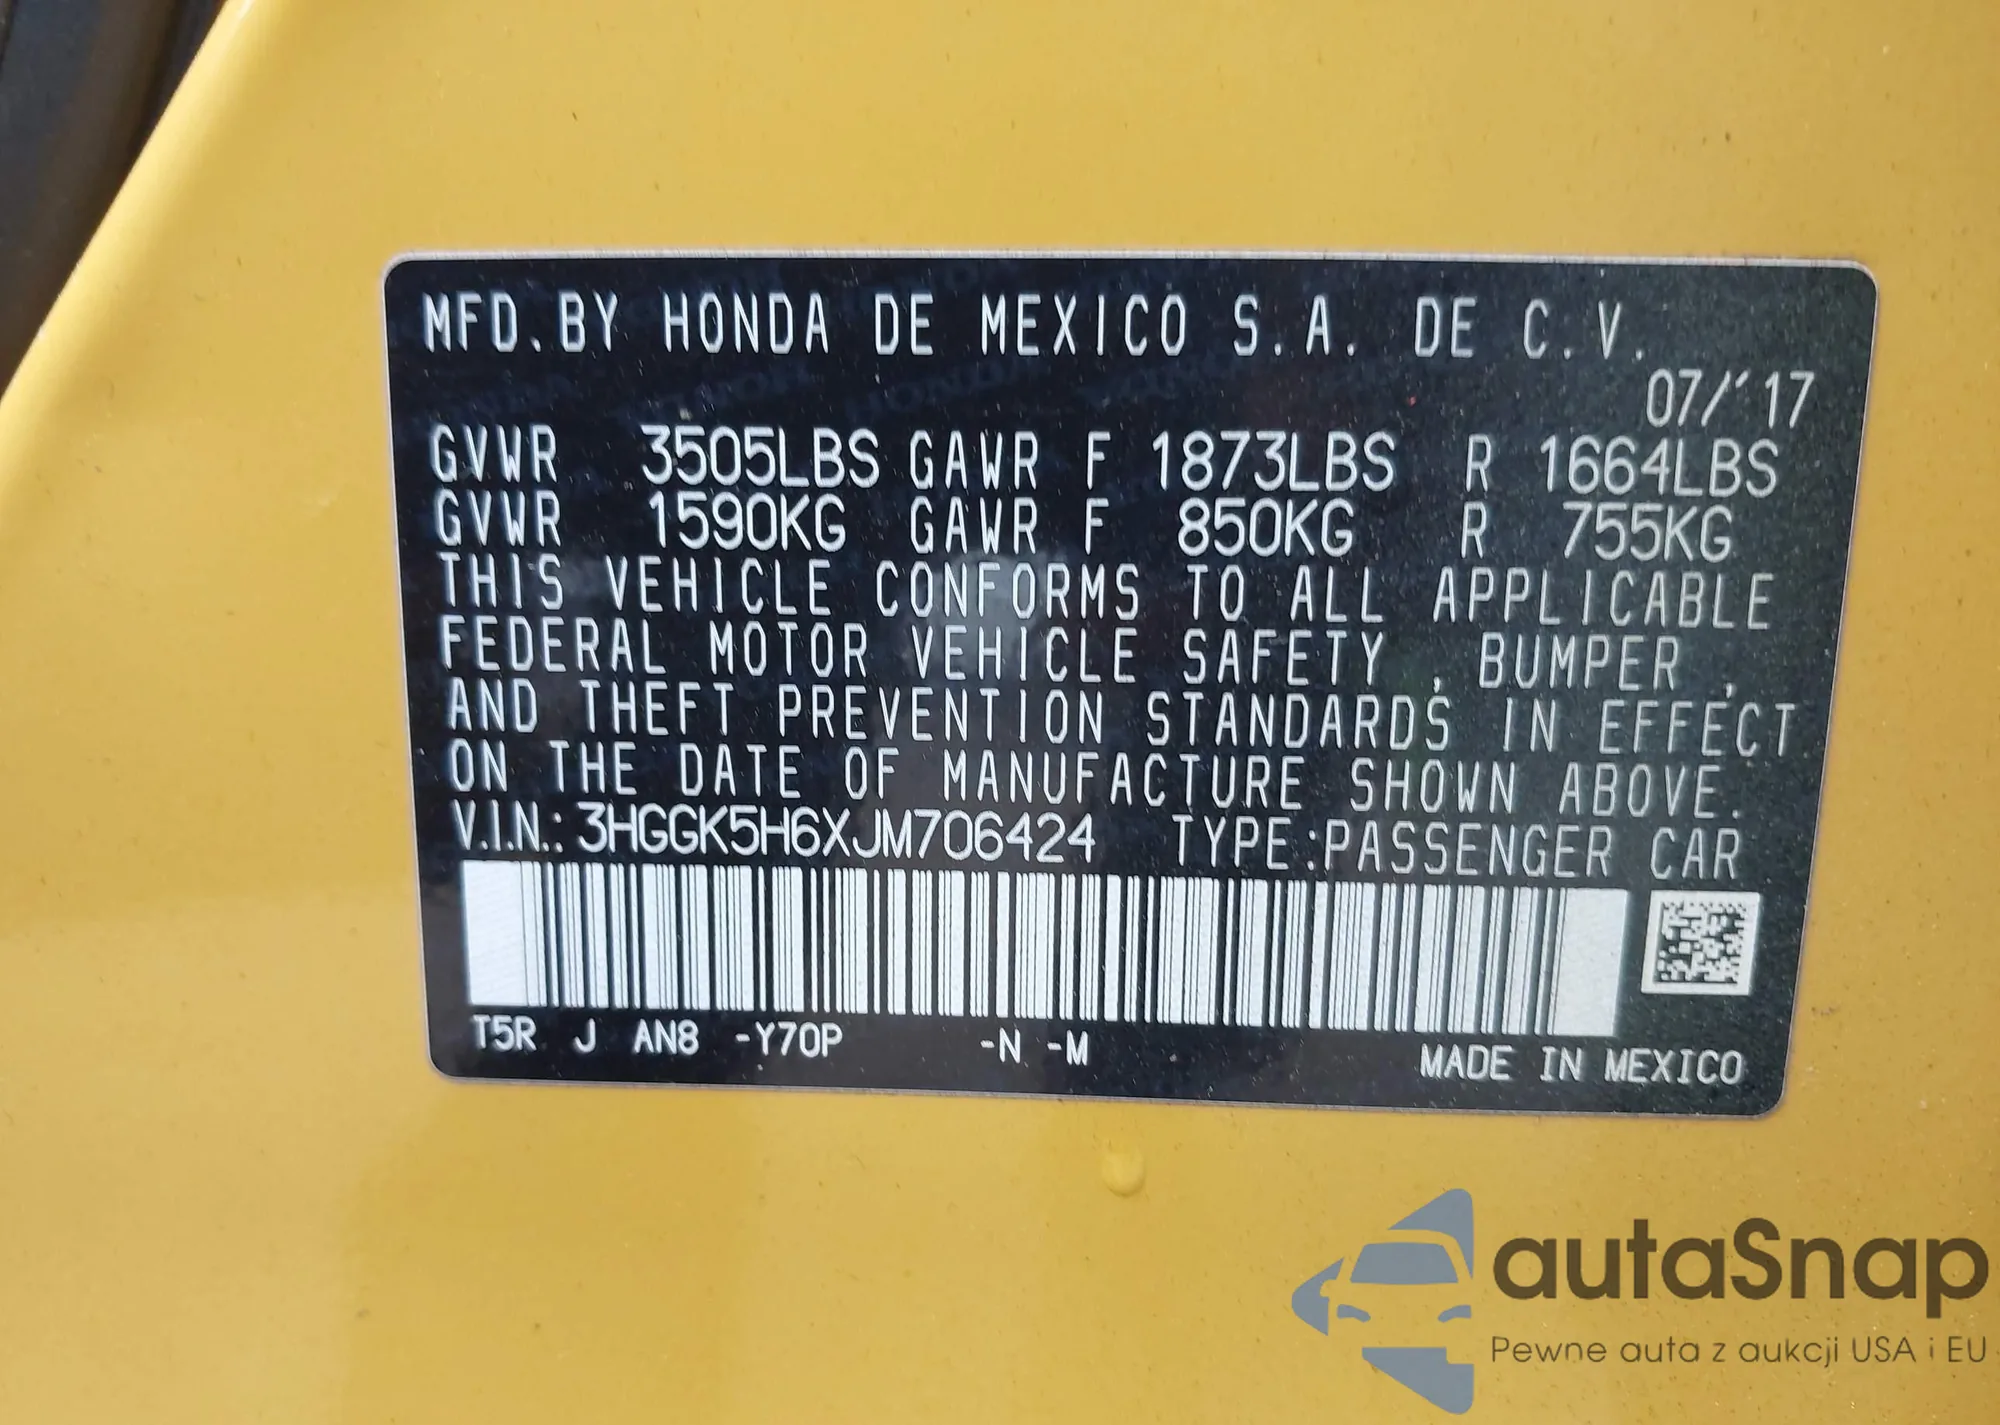 MFD.BY HONDA DE MEXICO S.A. DE C.V.
07/'17
GVWR 3505LBS GAWR F 1873LBS R 1664LBS
GVWR 1590KG GAWR F 850KG R 755KG
THIS VEHICLE CONFORMS TO ALL APPLICABLE
FEDERAL MOTOR VEHICLE SAFETY , BUMPER ,
AND THEFT PREVENTION STANDARDS IN EFFECT
ON THE DATE OF MANUFACTURE SHOWN ABOVE.
V.I.N.: 3HGGK5H6XJM706424 TYPE:PASSENGER CAR
T5R J AN8 -Y70P -N -M
MADE IN MEXICO
autaSnap
Pewne auta z aukcji USA i EU